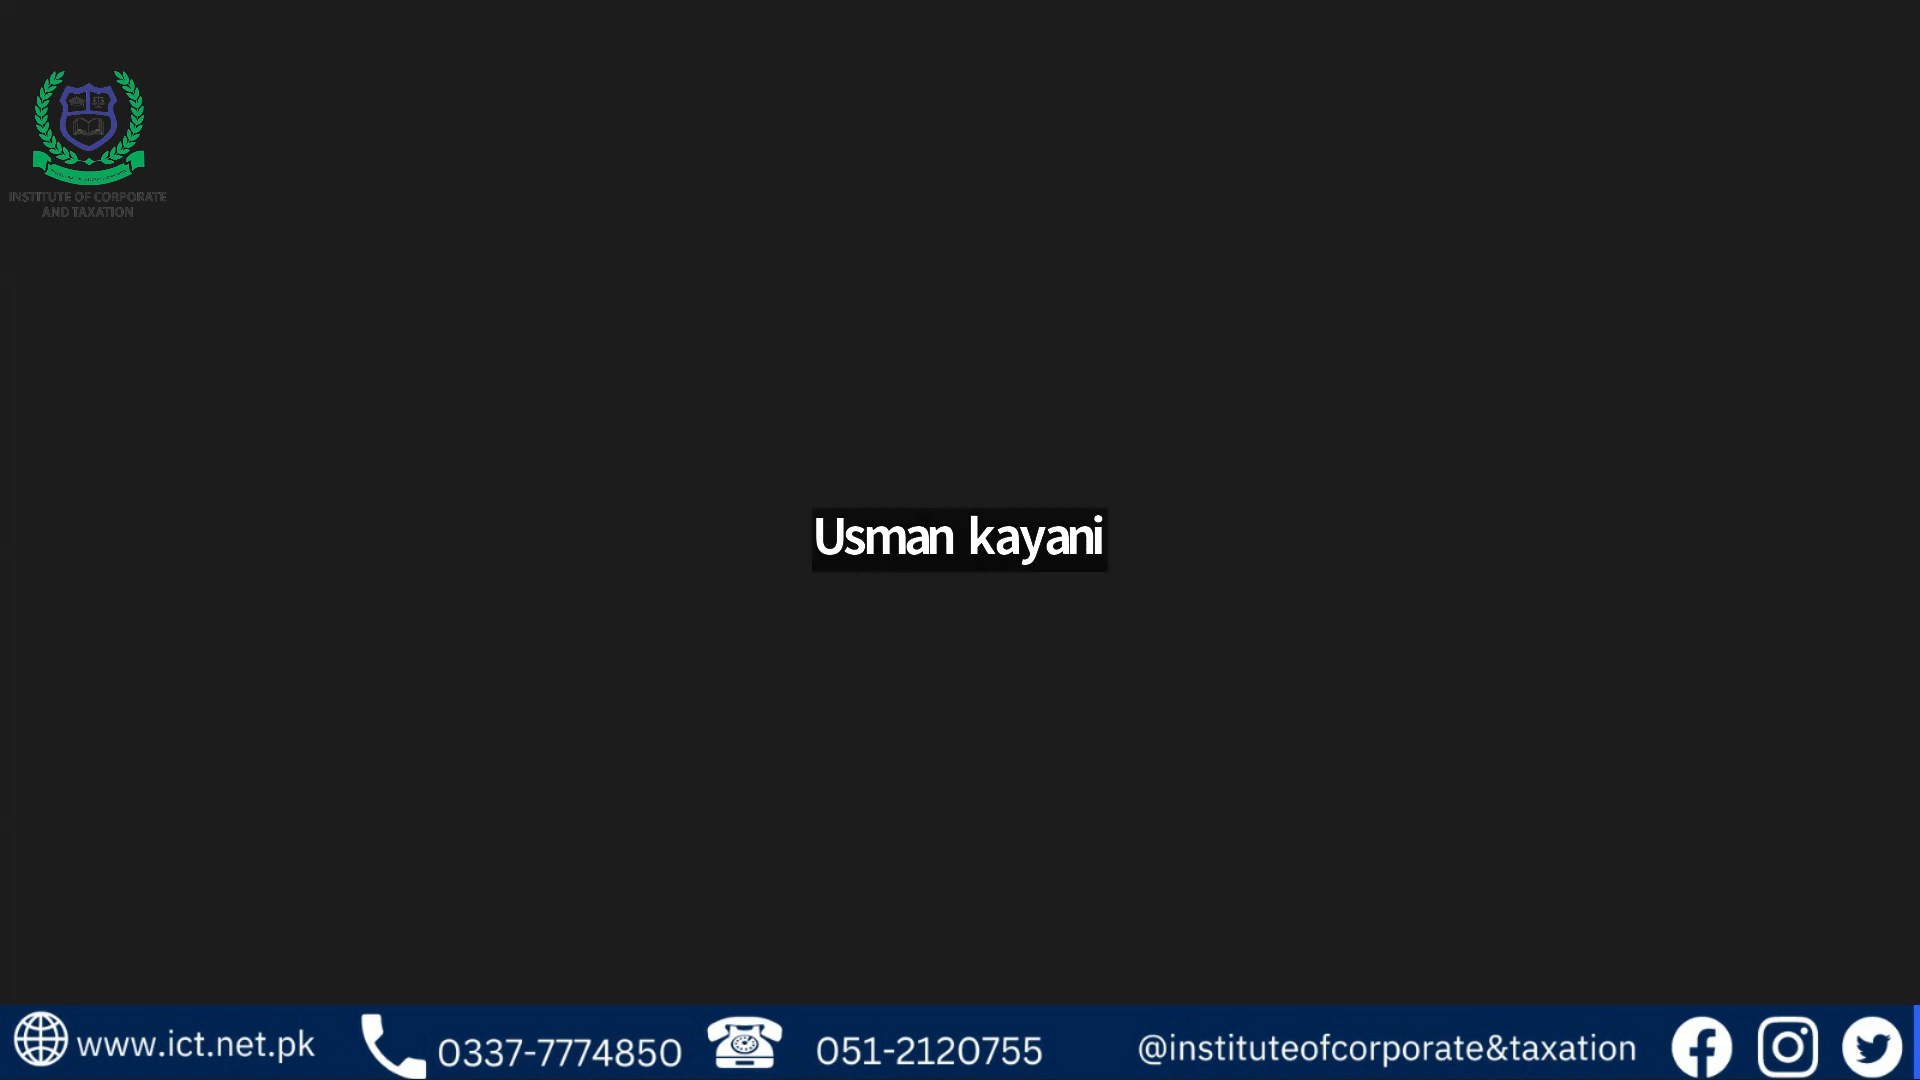 INSTITUTE OF CORPORATE
AND TAXATION
Usman kayani
www.ict.net.pk
0337-7774850
051-2120755
@instituteofcorporate&taxation